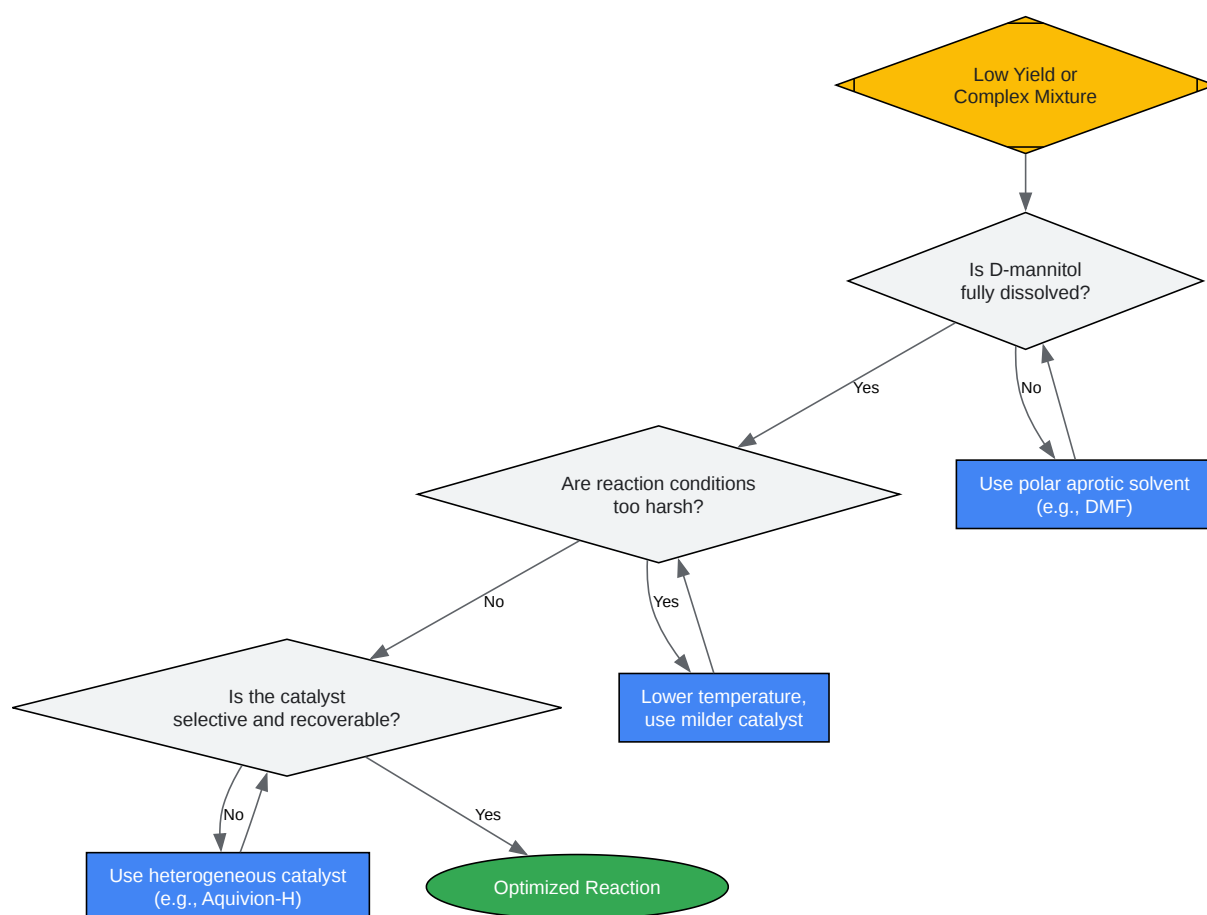 Low Yield or
Complex Mixture
Is D-mannitol
fully dissolved?
Yes
No
Use polar aprotic solvent
(e.g., DMF)
Are reaction conditions
too harsh?
No
Yes
Lower temperature,
use milder catalyst
Is the catalyst
selective and recoverable?
No
Yes
Use heterogeneous catalyst
(e.g., Aquivion-H)
Optimized Reaction